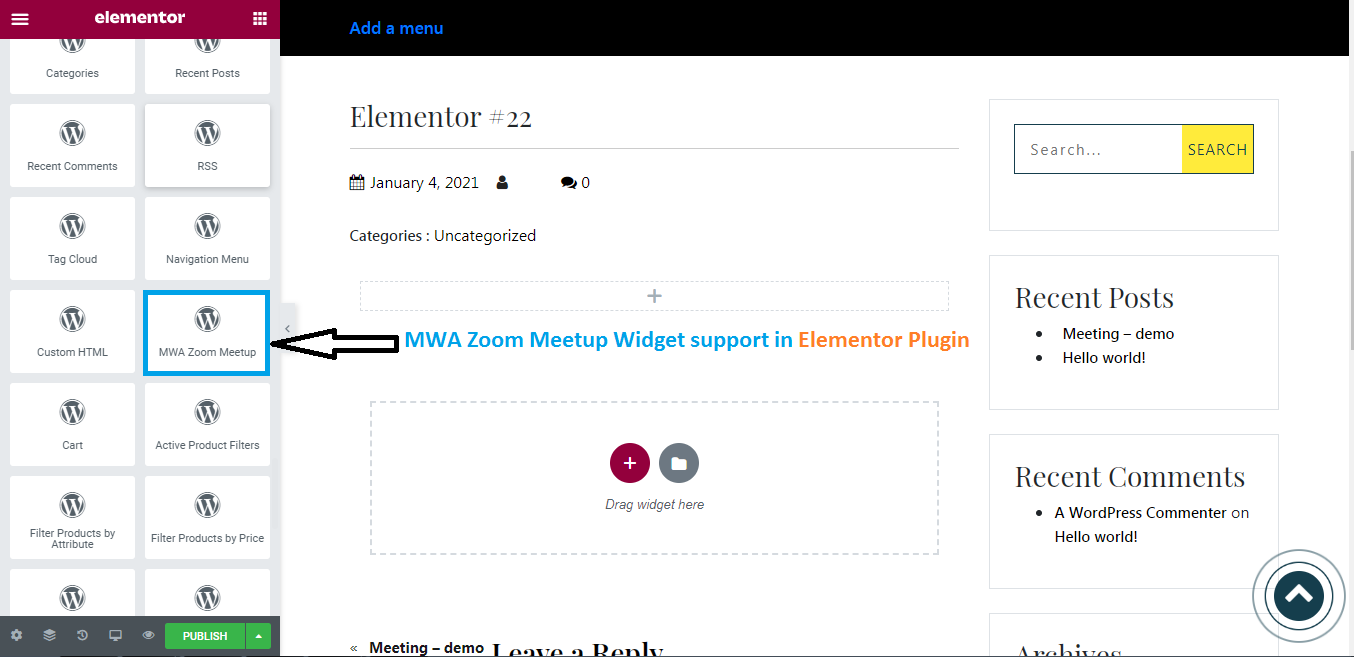 elementor
Categories
Recent Posts
Recent Comments
RSS
Tag Cloud
Navigation Menu
Custom HTML
MWA Zoom Meetup
Cart
Active Product Filters
Filter Products by
Attribute
Filter Products by Price
PUBLISH
Add a menu
Elementor #22
January 4, 2021
0
Categories : Uncategorized
MWA Zoom Meetup Widget support in Elementor Plugin
Drag widget here
« Meeting – demo
Leave a Reply
Search...
SEARCH
Recent Posts
Meeting – demo
Hello world!
Recent Comments
A WordPress Commenter on
Hello world!
Archives